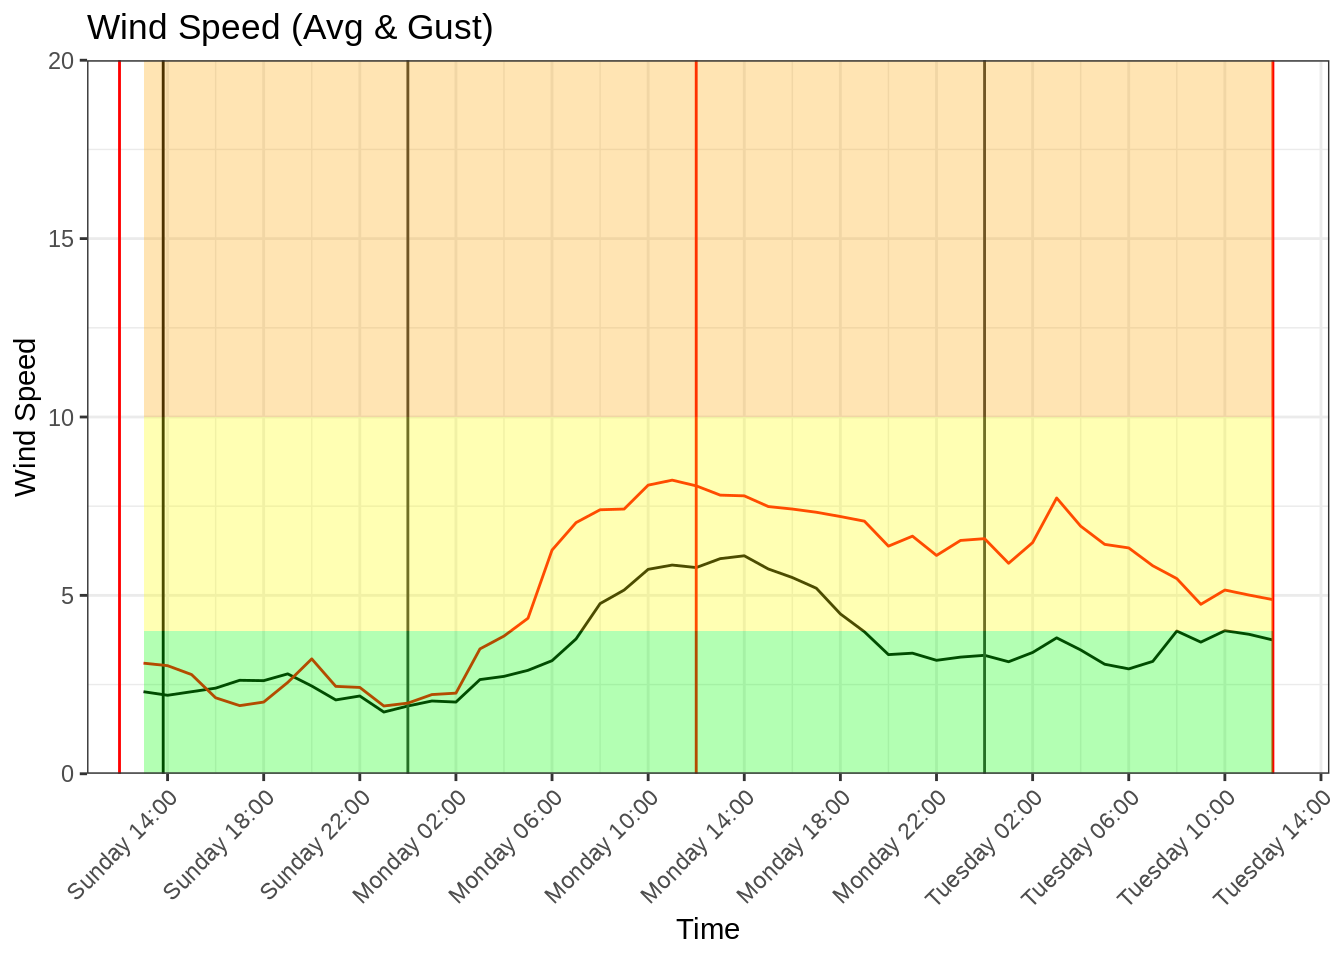 Wind Speed (Avg & Gust)
20
15
10
5
0
Wind Speed
Sunday 14:00
Sunday 18:00
Sunday 22:00
Monday 02:00
Monday 06:00
Monday 10:00
Monday 14:00
Monday 18:00
Monday 22:00
Tuesday 02:00
Tuesday 06:00
Tuesday 10:00
Tuesday 14:00
Time